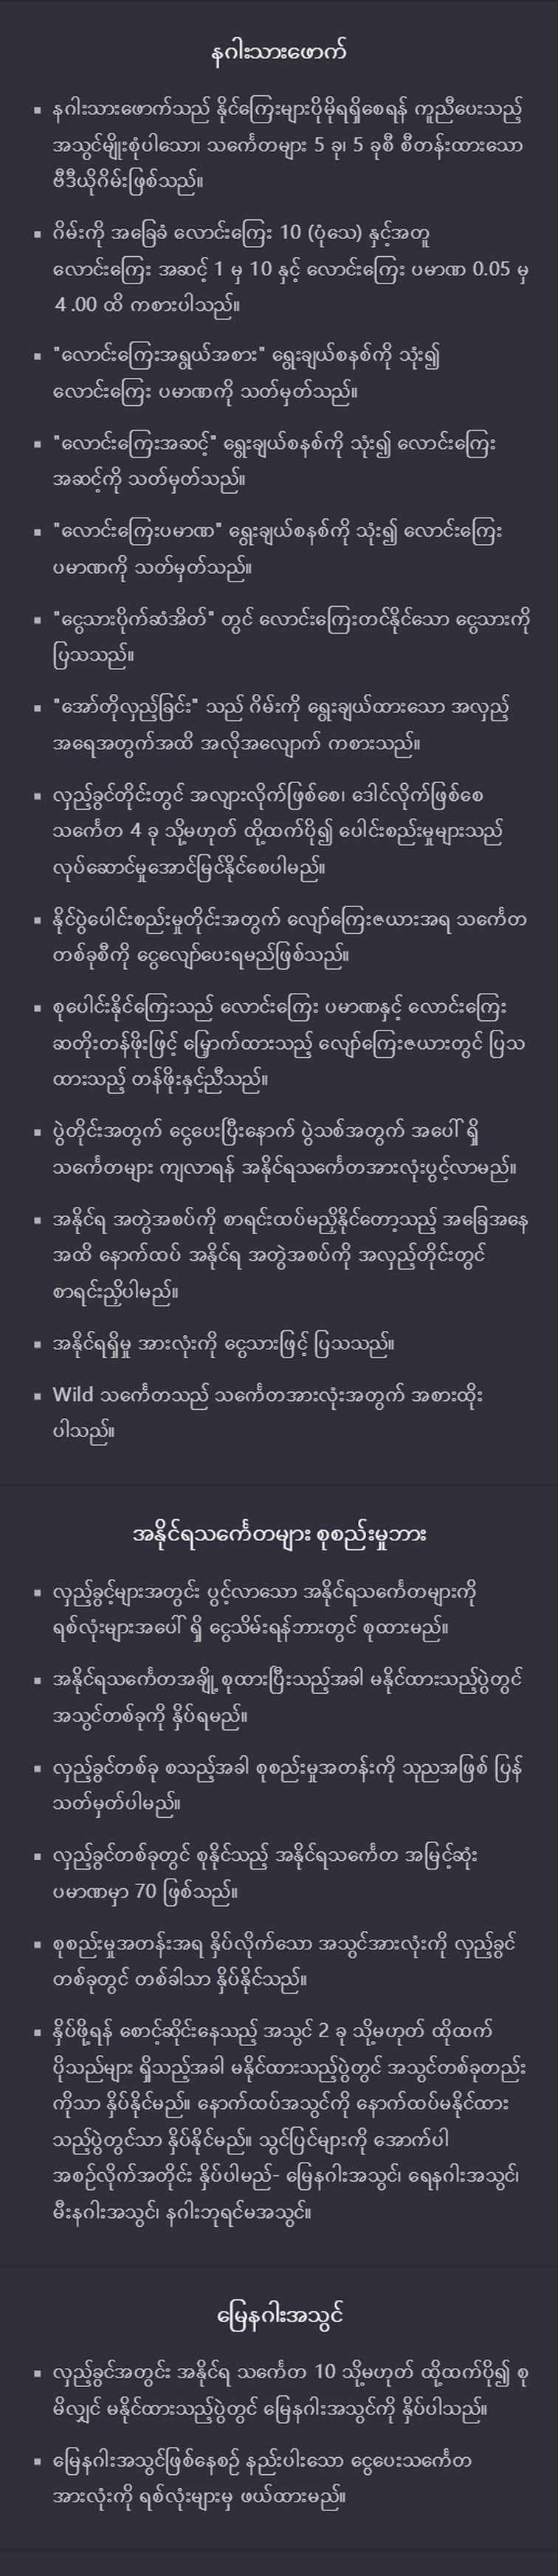 နဂါးသားဖောက်
▪ နဂါးသားဖောက်သည် နိုင်ကြေးများပိုမိုရရှိစေရန် ကူညီပေးသည့်
အသွင်မျိုးစုံပါသော၊ သင်္ကေတများ 5 ခု၊ 5 ခုစီ စီတန်းထားသော
ဗီဒီယိုဂိမ်းဖြစ်သည်။
▪ ဂိမ်းကို အခြေခံ လောင်းကြေး 10 (ပုံသေ) နှင့်အတူ
လောင်းကြေး အဆင့် 1 မှ 10 နှင့် လောင်းကြေး ပမာဏ 0.05 မှ
4 .00 ထိ ကစားပါသည်။
▪ "လောင်းကြေးအရွယ်အစား" ရွေးချယ်စနစ်ကို သုံး၍
လောင်းကြေး ပမာဏကို သတ်မှတ်သည်။
▪ "လောင်းကြေးအဆင့်" ရွေးချယ်စနစ်ကို သုံး၍ လောင်းကြေး
အဆင့်ကို သတ်မှတ်သည်။
▪ "လောင်းကြေးပမာဏ" ရွေးချယ်စနစ်ကို သုံး၍ လောင်းကြေး
ပမာဏကို သတ်မှတ်သည်။
▪ "ငွေသားပိုက်ဆံအိတ်" တွင် လောင်းကြေးတင်နိုင်သော ငွေသားကို
ပြသသည်။
▪ "အော်တိုလှည့်ခြင်း" သည် ဂိမ်းကို ရွေးချယ်ထားသော အလှည့်
အရေအတွက်အထိ အလိုအလျောက် ကစားသည်။
▪ လှည့်ခွင်တိုင်းတွင် အလျားလိုက်ဖြစ်စေ၊ ဒေါင်လိုက်ဖြစ်စေ
သင်္ကေတ 4 ခု သို့မဟုတ် ထို့ထက်ပို၍ ပေါင်းစည်းမှုများသည်
လုပ်ဆောင်မှုအောင်မြင်နိုင်စေပါမည်။
▪ နိုင်ပွဲပေါင်းစည်းမှုတိုင်းအတွက် လျော်ကြေးဇယားအရ သင်္ကေတ
တစ်ခုစီကို ငွေလျော်ပေးရမည်ဖြစ်သည်။
▪ စုပေါင်းနိုင်ကြေးသည် လောင်းကြေး ပမာဏနှင့် လောင်းကြေး
ဆတိုးတန်ဖိုးဖြင့် မြှောက်ထားသည့် လျော်ကြေးဇယားတွင် ပြသ
ထားသည့် တန်ဖိုးနှင့်ညီသည်။
▪ ပွဲတိုင်းအတွက် ငွေပေးပြီးနောက် ပွဲသစ်အတွက် အပေါ် ရှိ
သင်္ကေတများ ကျလာရန် အနိုင်ရသင်္ကေတအားလုံးပွင့်လာမည်။
▪ အနိုင်ရ အတွဲအစပ်ကို စာရင်းထပ်မညှိနိုင်တော့သည့် အခြေအနေ
အထိ နောက်ထပ် အနိုင်ရ အတွဲအစပ်ကို အလှည့်တိုင်းတွင်
စာရင်းညှိပါမည်။
▪ အနိုင်ရရှိမှု အားလုံးကို ငွေသားဖြင့် ပြသသည်။
▪ Wild သင်္ကေတသည် သင်္ကေတအားလုံးအတွက် အစားထိုး
ပါသည်။
အနိုင်ရသင်္ကေတများ စုစည်းမှုဘား
▪ လှည့်ခွင့်များအတွင်း ပွင့်လာသော အနိုင်ရသင်္ကေတများကို
ရစ်လုံးများအပေါ် ရှိ ငွေသိမ်းရန်ဘားတွင် စုထားမည်။
▪ အနိုင်ရသင်္ကေတအချို့ စုထားပြီးသည့်အခါ မနိုင်ထားသည့်ပွဲတွင်
အသွင်တစ်ခုကို နှိပ်ရမည်။
▪ လှည့်ခွင်တစ်ခု စသည့်အခါ စုစည်းမှုအတန်းကို သုညအဖြစ် ပြန်
သတ်မှတ်ပါမည်။
▪ လှည့်ခွင်တစ်ခုတွင် စုနိုင်သည့် အနိုင်ရသင်္ကေတ အမြင့်ဆုံး
ပမာဏမှာ 70 ဖြစ်သည်။
▪ စုစည်းမှုအတန်းအရ နှိပ်လိုက်သော အသွင်အားလုံးကို လှည့်ခွင်
တစ်ခုတွင် တစ်ခါသာ နှိပ်နိုင်သည်။
▪ နှိပ်ဖို့ရန် စောင့်ဆိုင်းနေသည့် အသွင် 2 ခု သို့မဟုတ် ထိုထက်
ပိုသည်များ ရှိသည့်အခါ မနိုင်ထားသည့်ပွဲတွင် အသွင်တစ်ခုတည်း
ကိုသာ နှိပ်နိုင်မည်။ နောက်ထပ်အသွင်ကို နောက်ထပ်မနိုင်ထား
သည့်ပွဲတွင်သာ နှိပ်နိုင်မည်။ သွင်ပြင်များကို အောက်ပါ
အစဉ်လိုက်အတိုင်း နှိပ်ပါမည်- မြေနဂါးအသွင်၊ ရေနဂါးအသွင်၊
မီးနဂါးအသွင်၊ နဂါးဘုရင်မအသွင်။
မြေနဂါးအသွင်
▪ လှည့်ခွင်အတွင်း အနိုင်ရ သင်္ကေတ 10 သို့မဟုတ် ထို့ထက်ပို၍ စု
မိလျှင် မနိုင်ထားသည့်ပွဲတွင် မြေနဂါးအသွင်ကို နှိပ်ပါသည်။
▪ မြေနဂါးအသွင်ဖြစ်နေစဉ် နည်းပါးသော ငွေပေးသင်္ကေတ
အားလုံးကို ရစ်လုံးများမှ ဖယ်ထားမည်။